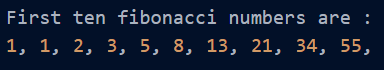 First ten fibonacci numbers are :
1, 1, 2, 3, 5, 8, 13, 21, 34, 55,